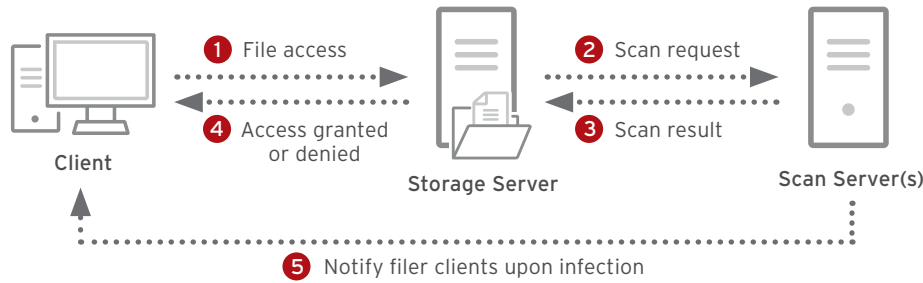 1 File access
2 Scan request
4 Access granted
or denied
3 Scan result
Client
Storage Server
Scan Server(s)
5 Notify filer clients upon infection